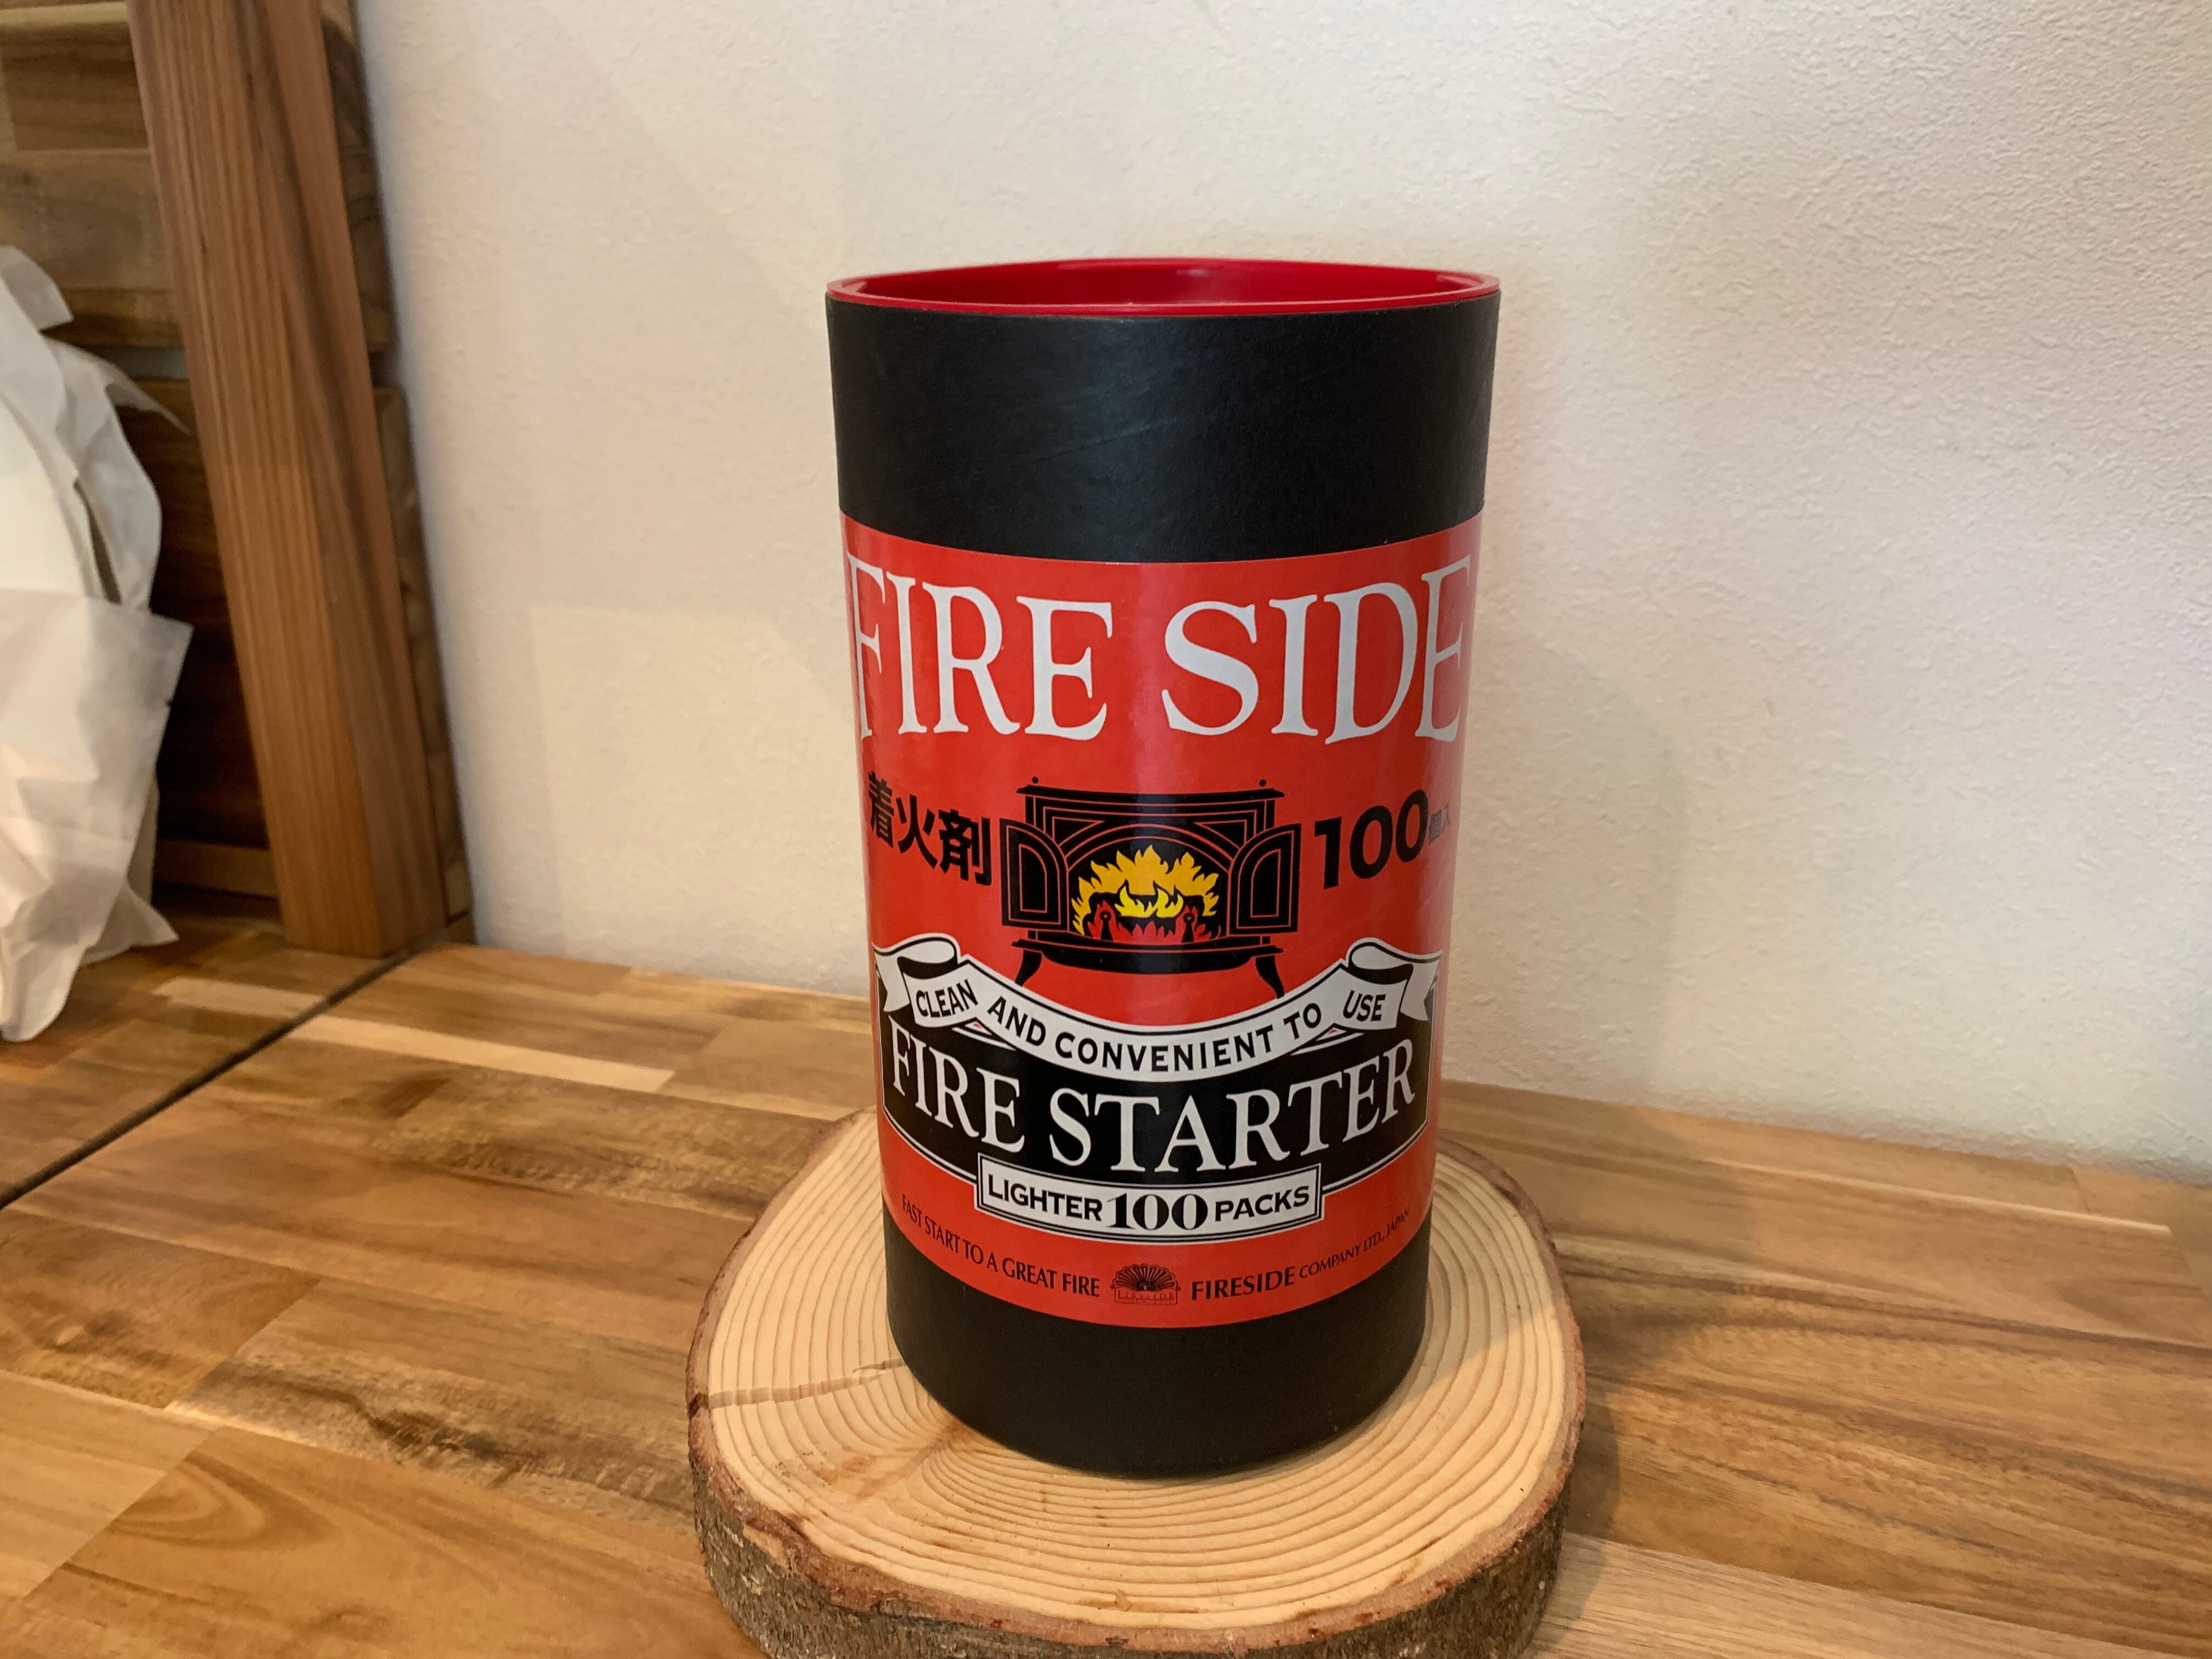 FIRE SIDE
着火剤 100個入
CLEAN AND CONVENIENT TO USE
FIRE STARTER
LIGHTER 100 PACKS
FAST START TO A GREAT FIRE FIRESIDE COMPANY LTD., JAPAN